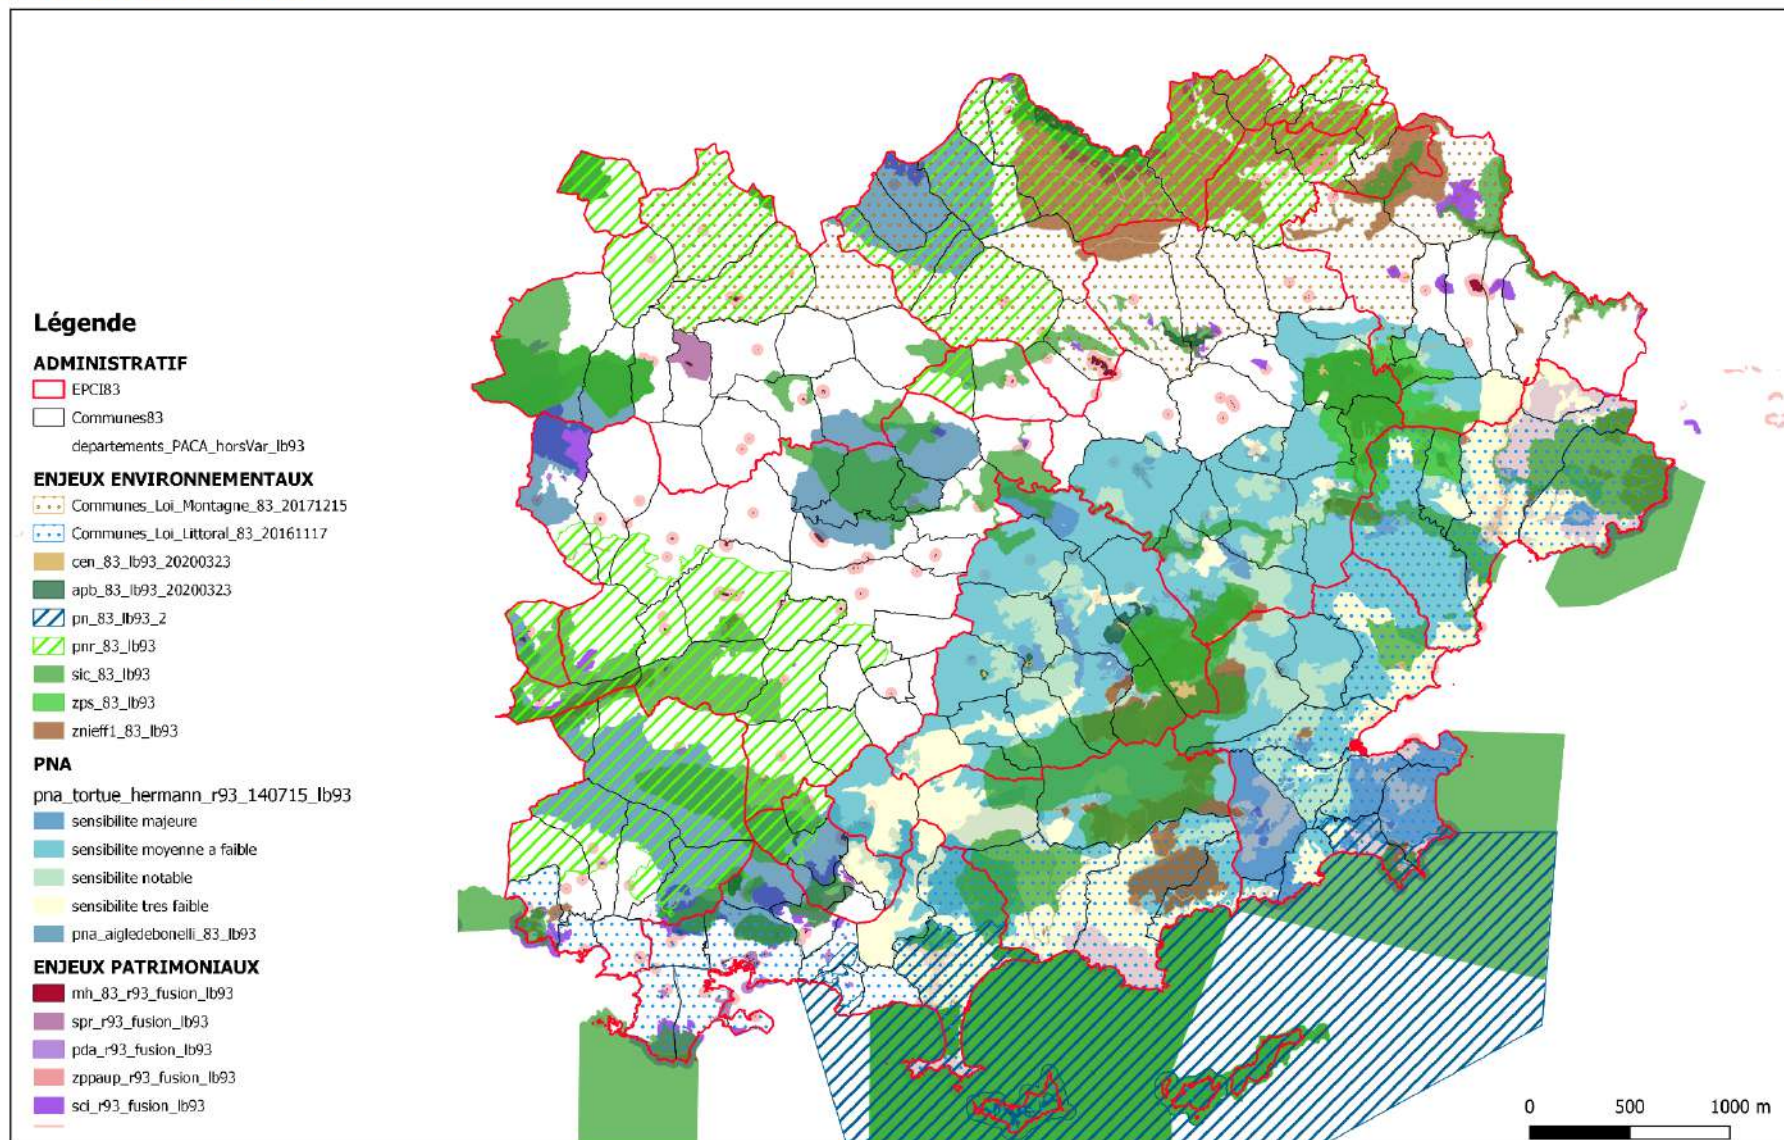 Légende
ADMINISTRATIF
EPCI83
Communes83
departements_PACA_horsVar_lb93
ENJEUX ENVIRONNEMENTAUX
Communes_Loi_Montagne_83_20171215
Communes_Loi_Littoral_83_20161117
cen_83_lb93_20200323
apb_83_lb93_20200323
pn_83_lb93_2
pnr_83_lb93
sic_83_lb93
zps_83_lb93
znieff1_83_lb93
PNA
pna_tortue_hermann_r93_140715_lb93
sensibilite majeure
sensibilite moyenne a faible
sensibilite notable
sensibilite tres faible
pna_aigledebonelli_83_lb93
ENJEUX PATRIMONIAUX
mh_83_r93_fusion_lb93
spr_r93_fusion_lb93
pda_r93_fusion_lb93
zppaup_r93_fusion_lb93
sci_r93_fusion_lb93
0 500 1000 m